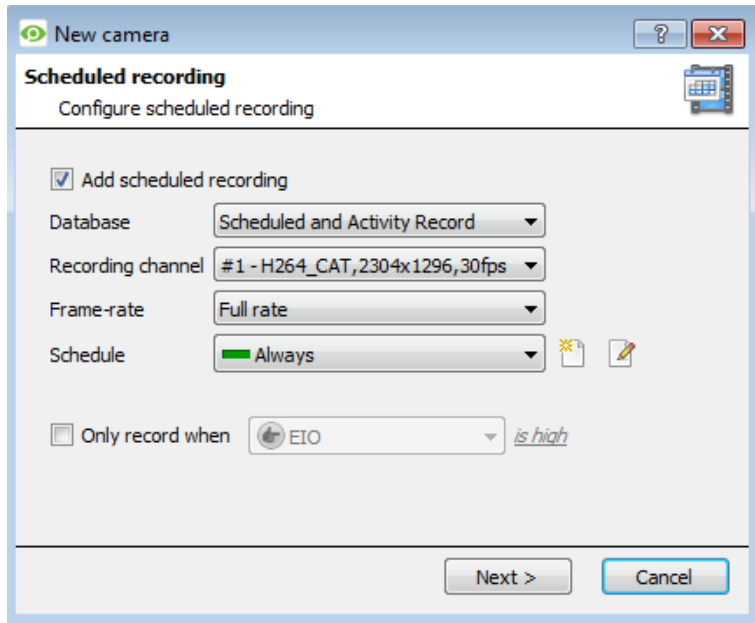 New camera
Scheduled recording
Configure scheduled recording
Add scheduled recording
Database Scheduled and Activity Record
Recording channel #1 - H264_CAT,2304x1296,30fps
Frame-rate Full rate
Schedule Always
Only record when EIO is high
Next > Cancel